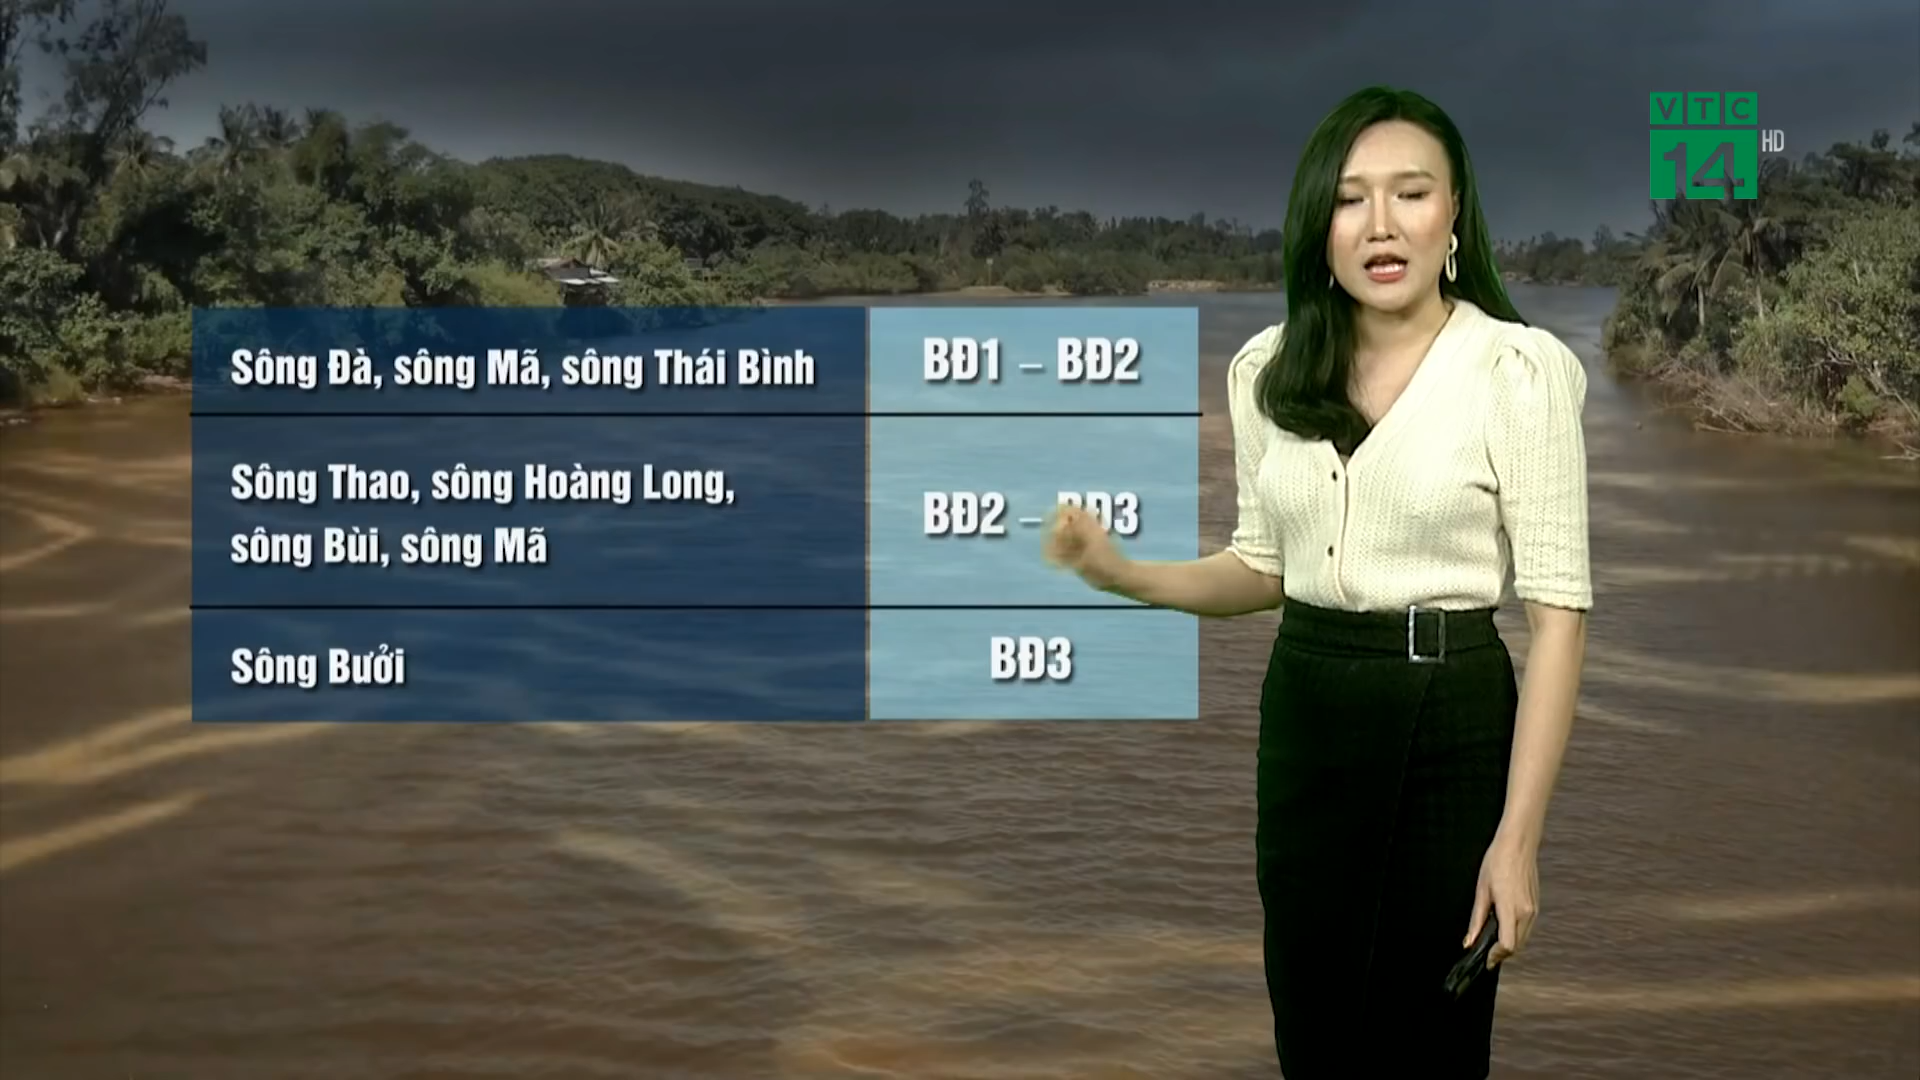 VTC
14 HD
Sông Đà, sông Mã, sông Thái Bình
BĐ1 – BĐ2
Sông Thao, sông Hoàng Long,
sông Bùi, sông Mã
BĐ2 – BĐ3
Sông Bưởi
BĐ3